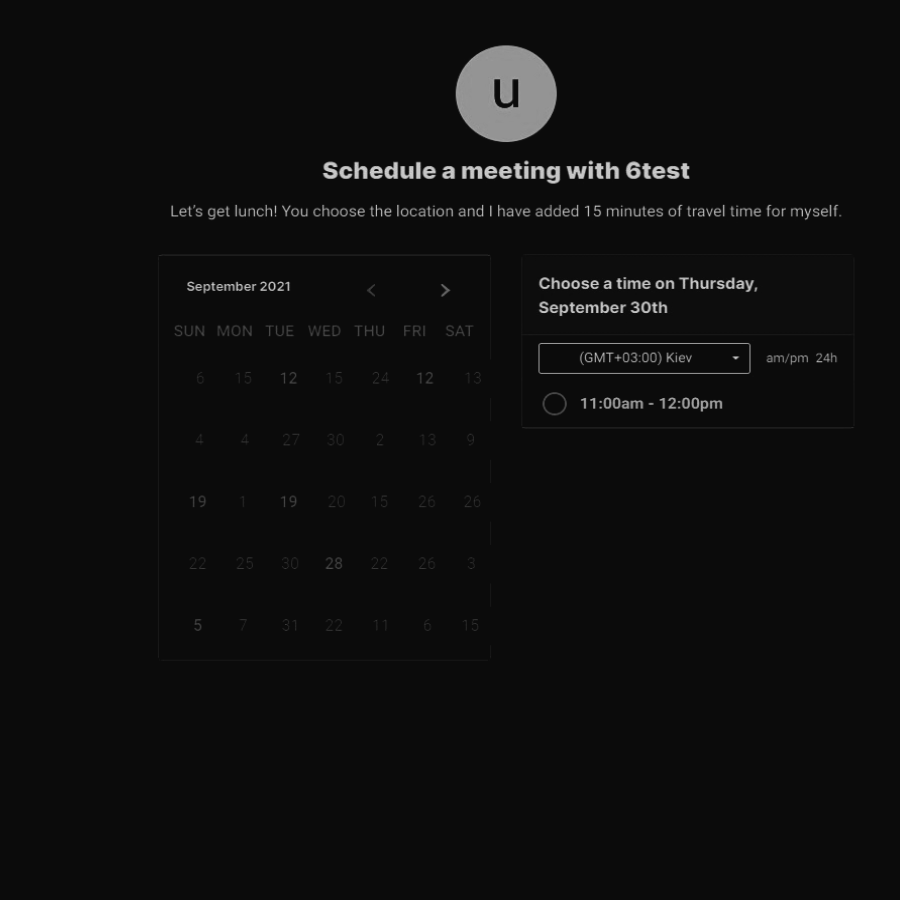 u
Schedule a meeting with 6test
Let's get lunch! You choose the location and I have added 15 minutes of travel time for myself.
September 2021
SUN MON TUE WED THU FRI SAT
6 15 12 15 24 12 13
4 4 27 30 2 13 9
19 1 19 20 15 26 26
22 25 30 28 22 26 3
5 7 31 22 11 6 15
Choose a time on Thursday,
September 30th
(GMT+03:00) Kiev am/pm 24h
11:00am - 12:00pm